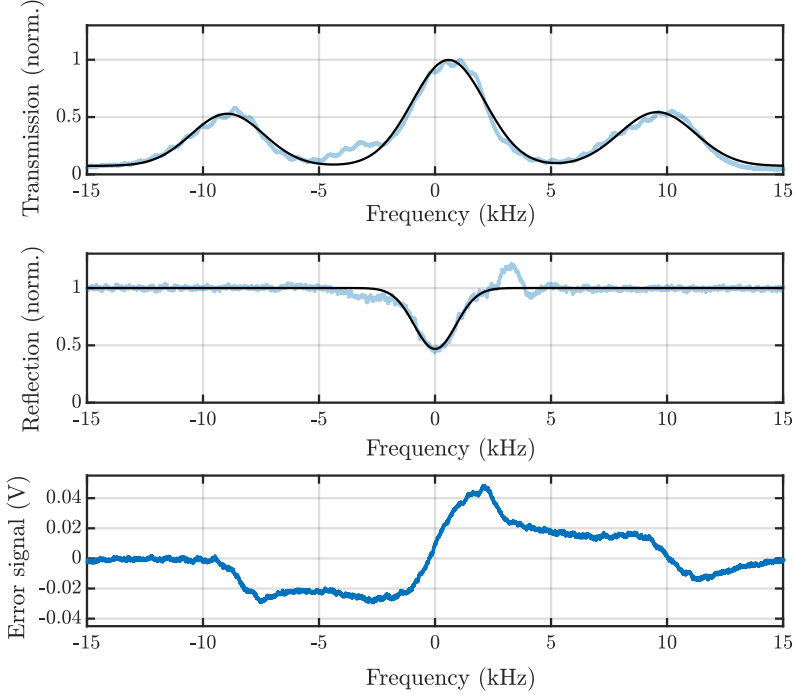 Transmission (norm.)
1
0.5
0
-15 -10 -5 0 5 10 15
Frequency (kHz)
Reflection (norm.)
1
0.5
0
-15 -10 -5 0 5 10 15
Frequency (kHz)
Error signal (V)
0.04
0.02
0
-0.02
-0.04
-15 -10 -5 0 5 10 15
Frequency (kHz)